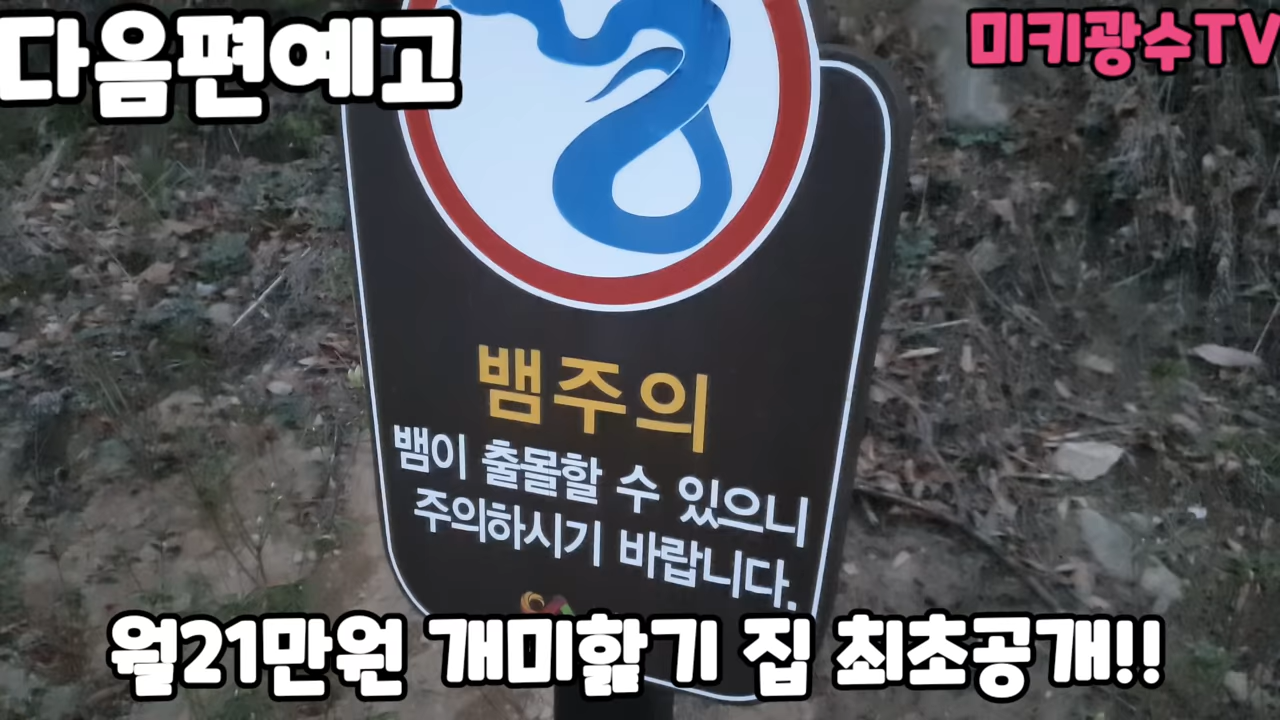 다음편예고
미키광수TV
뱀주의
뱀이 출몰할 수 있으니
주의하시기 바랍니다.
월21만원 개미핥기 집 최초공개!!